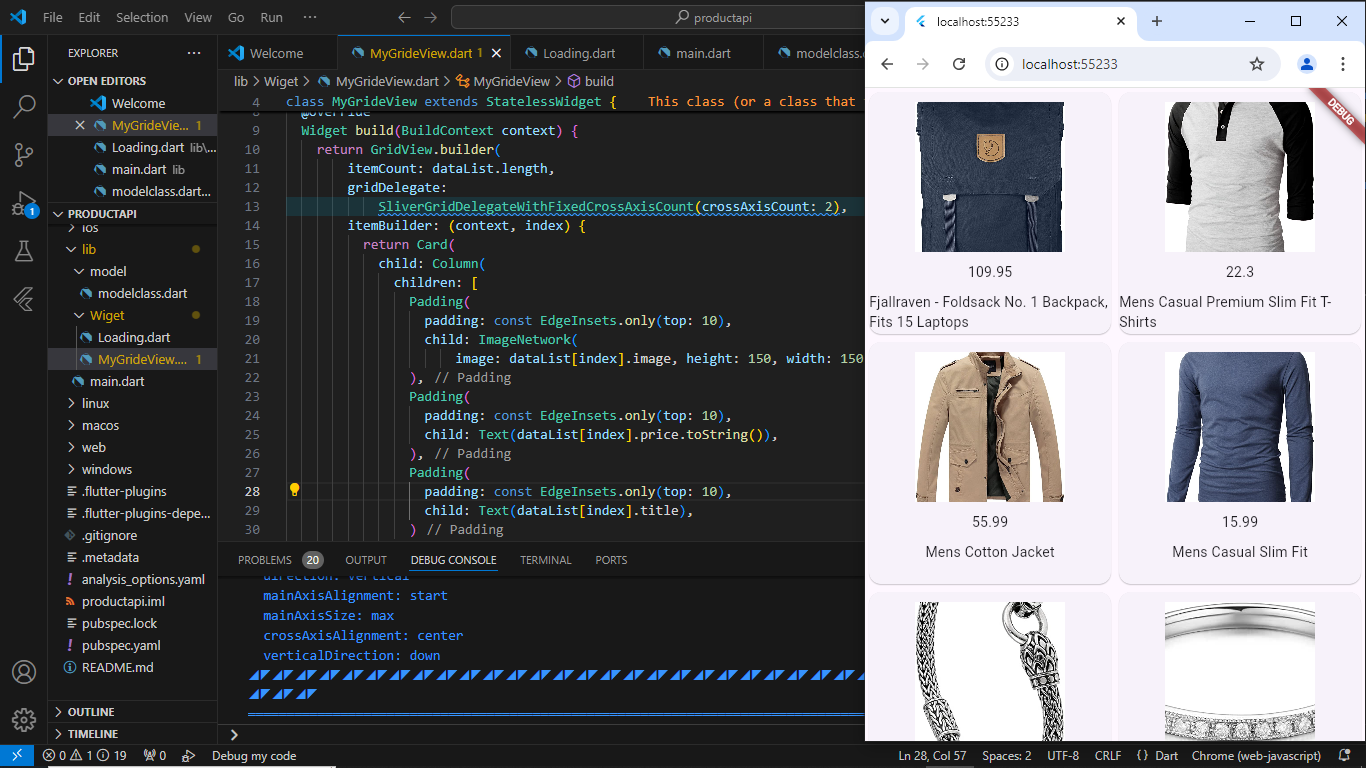 File Edit Selection View Go Run ··· productapi
EXPLORER ···
OPEN EDITORS
Welcome
MyGrideVie... 1
Loading.dart lib\...
main.dart lib
modelclass.dart...
PRODUCTAPI
ios
lib
model
modelclass.dart
Wiget
Loading.dart
MyGrideView.... 1
main.dart
linux
macos
web
windows
.flutter-plugins
.flutter-plugins-depe...
.gitignore
.metadata
analysis_options.yaml
productapi.iml
pubspec.lock
pubspec.yaml
README.md
OUTLINE
TIMELINE
Welcome MyGrideView.dart 1 Loading.dart main.dart modelclass.
lib > Wiget > MyGrideView.dart > MyGrideView > build
4 class MyGrideView extends StatelessWidget { This class (or a class that
8 @override
9 Widget build(BuildContext context) {
10 return GridView.builder(
11 itemCount: dataList.length,
12 gridDelegate:
13 SliverGridDelegateWithFixedCrossAxisCount(crossAxisCount: 2),
14 itemBuilder: (context, index) {
15 return Card(
16 child: Column(
17 children: [
18 Padding(
19 padding: const EdgeInsets.only(top: 10),
20 child: ImageNetwork(
21 image: dataList[index].image, height: 150, width: 150
22 ), // Padding
23 Padding(
24 padding: const EdgeInsets.only(top: 10),
25 child: Text(dataList[index].price.toString()),
26 ), // Padding
27 Padding(
28 padding: const EdgeInsets.only(top: 10),
29 child: Text(dataList[index].title),
30 ) // Padding
PROBLEMS 20 OUTPUT DEBUG CONSOLE TERMINAL PORTS
direction: vertical
mainAxisAlignment: start
mainAxisSize: max
crossAxisAlignment: center
verticalDirection: down
1
0 1 19 0 Debug my code Ln 28, Col 57 Spaces: 2 UTF-8 CRLF { } Dart Chrome (web-javascript)
localhost:55233
localhost:55233
DEBUG
109.95
Fjallraven - Foldsack No. 1 Backpack,
Fits 15 Laptops
22.3
Mens Casual Premium Slim Fit T-
Shirts
55.99
Mens Cotton Jacket
15.99
Mens Casual Slim Fit